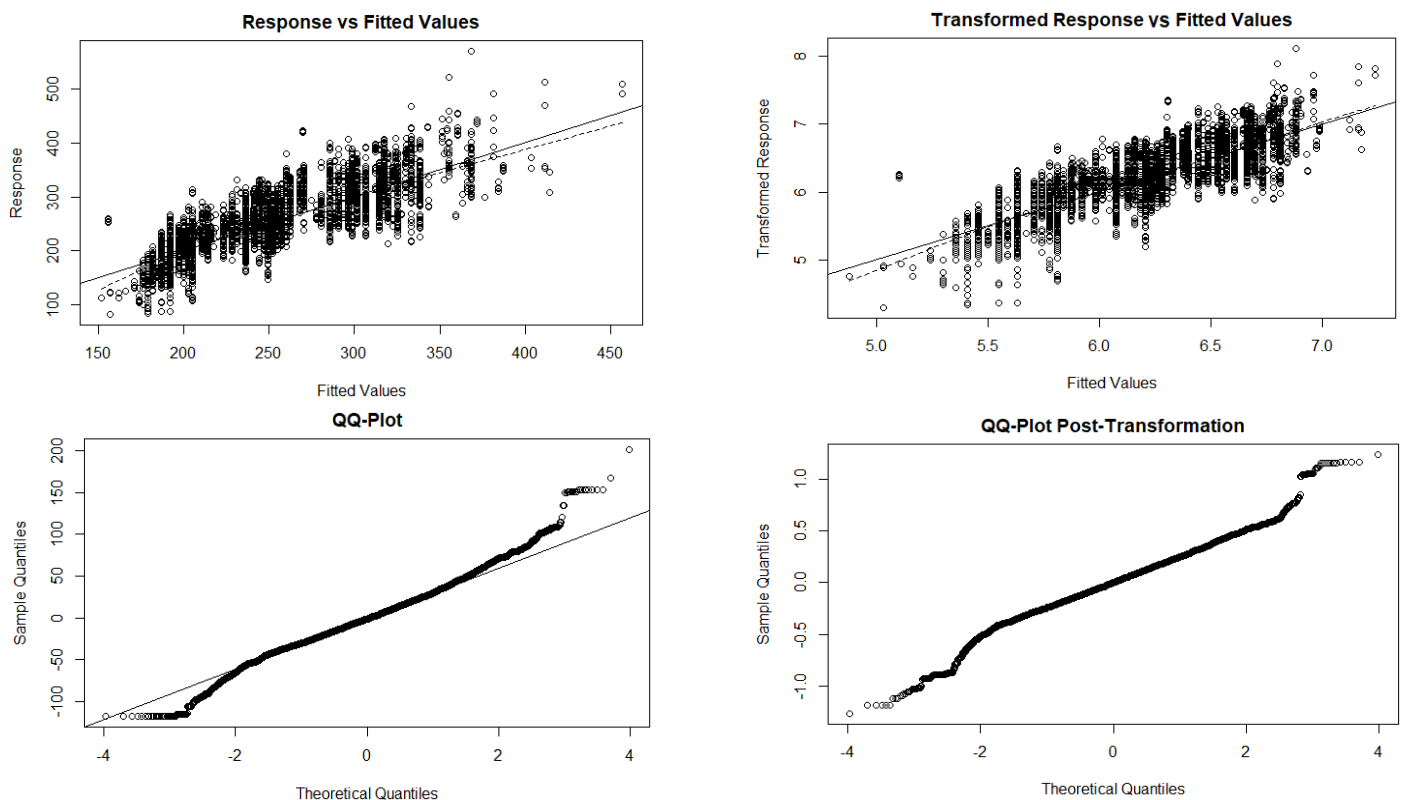 Response vs Fitted Values
Response
100 200 300 400 500
150 200 250 300 350 400 450
Fitted Values
Transformed Response vs Fitted Values
Transformed Response
5 6 7 8
5.0 5.5 6.0 6.5 7.0
Fitted Values
QQ-Plot
Sample Quantiles
-100 -50 0 50 100 150 200
-4 -2 0 2 4
Theoretical Quantiles
QQ-Plot Post-Transformation
Sample Quantiles
-1.0 -0.5 0.0 0.5 1.0
-4 -2 0 2 4
Theoretical Quantiles